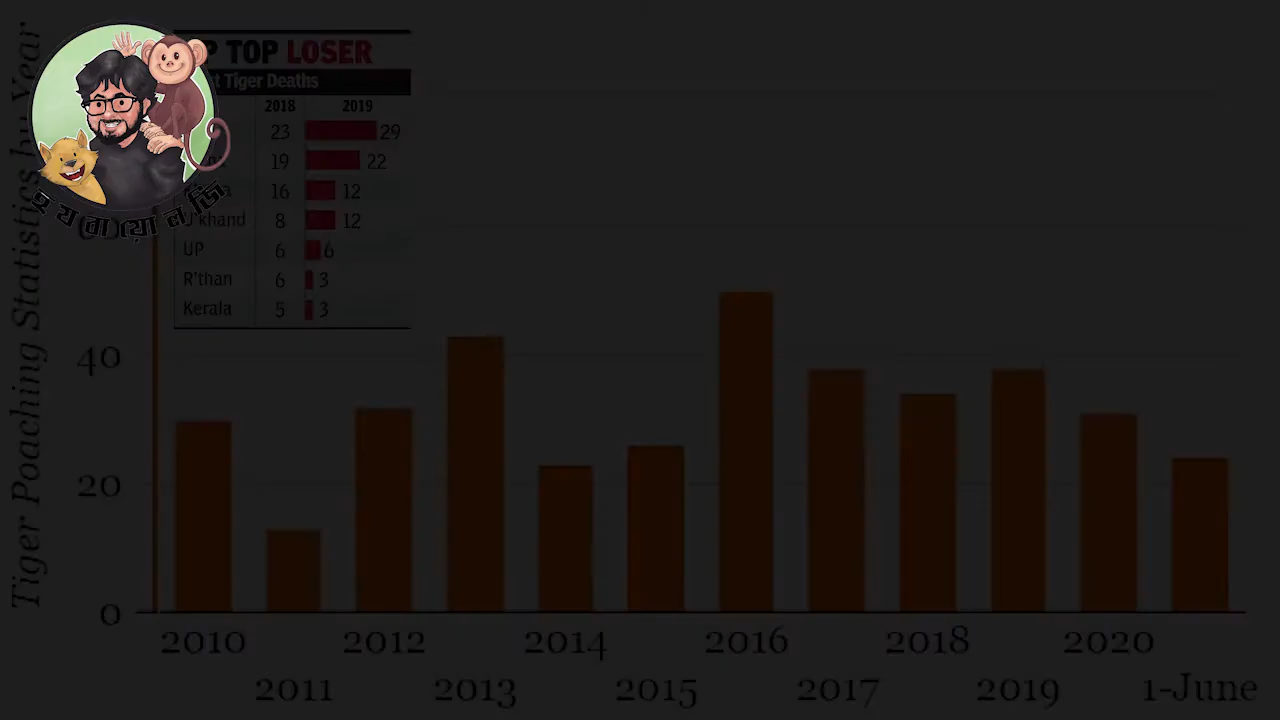 Tiger Poaching Statistics by Year
P TOP LOSER
st Tiger Deaths
2018 2019
23 29
19 22
16 12
U'khand 8 12
UP 6 6
R'than 6 3
Kerala 5 3
হ য ব া য়ো ল জি
40
20
0
2010 2012 2014 2016 2018 2020
2011 2013 2015 2017 2019 1-June